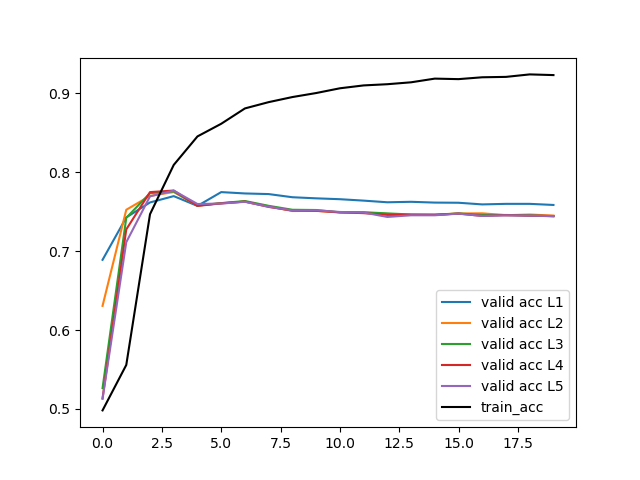 0.9
0.8
0.7
0.6
0.5
0.0 2.5 5.0 7.5 10.0 12.5 15.0 17.5
valid acc L1
valid acc L2
valid acc L3
valid acc L4
valid acc L5
train_acc